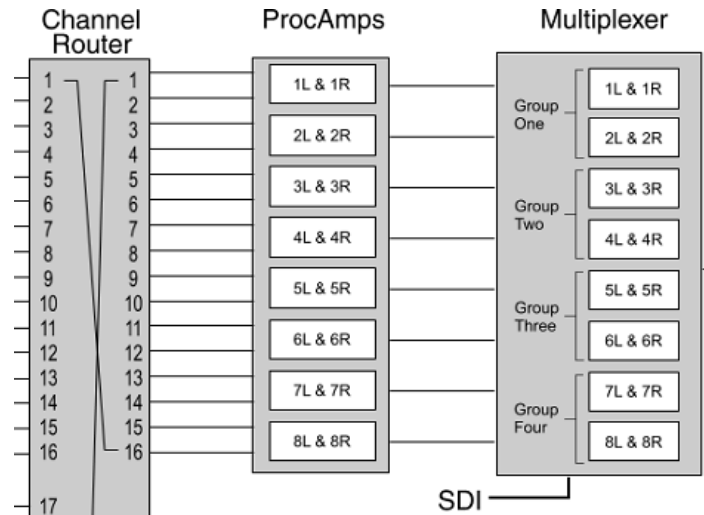 Channel
Router
ProcAmps
Multiplexer
1
2
3
4
5
6
7
8
9
10
11
12
13
14
15
16
17
1
2
3
4
5
6
7
8
9
10
11
12
13
14
15
16
1L & 1R
2L & 2R
3L & 3R
4L & 4R
5L & 5R
6L & 6R
7L & 7R
8L & 8R
Group
One
1L & 1R
2L & 2R
Group
Two
3L & 3R
4L & 4R
Group
Three
5L & 5R
6L & 6R
Group
Four
7L & 7R
8L & 8R
SDI